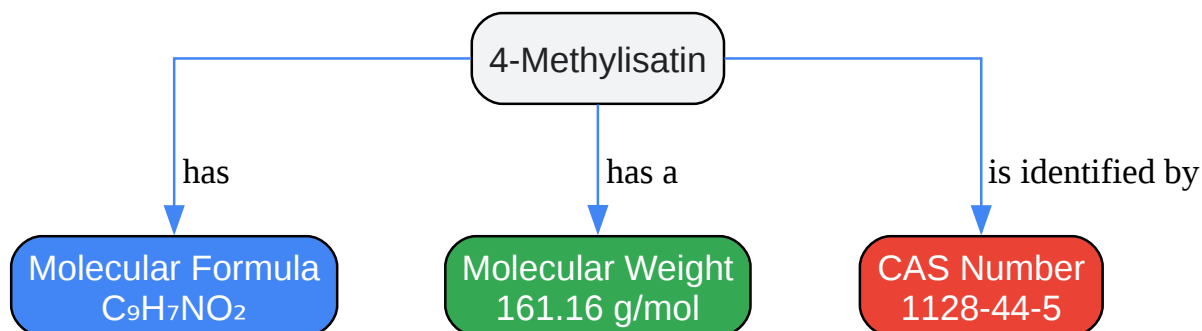 4-Methylisatin
has
has a
is identified by
Molecular Formula
C₉H₇NO₂
Molecular Weight
161.16 g/mol
CAS Number
1128-44-5